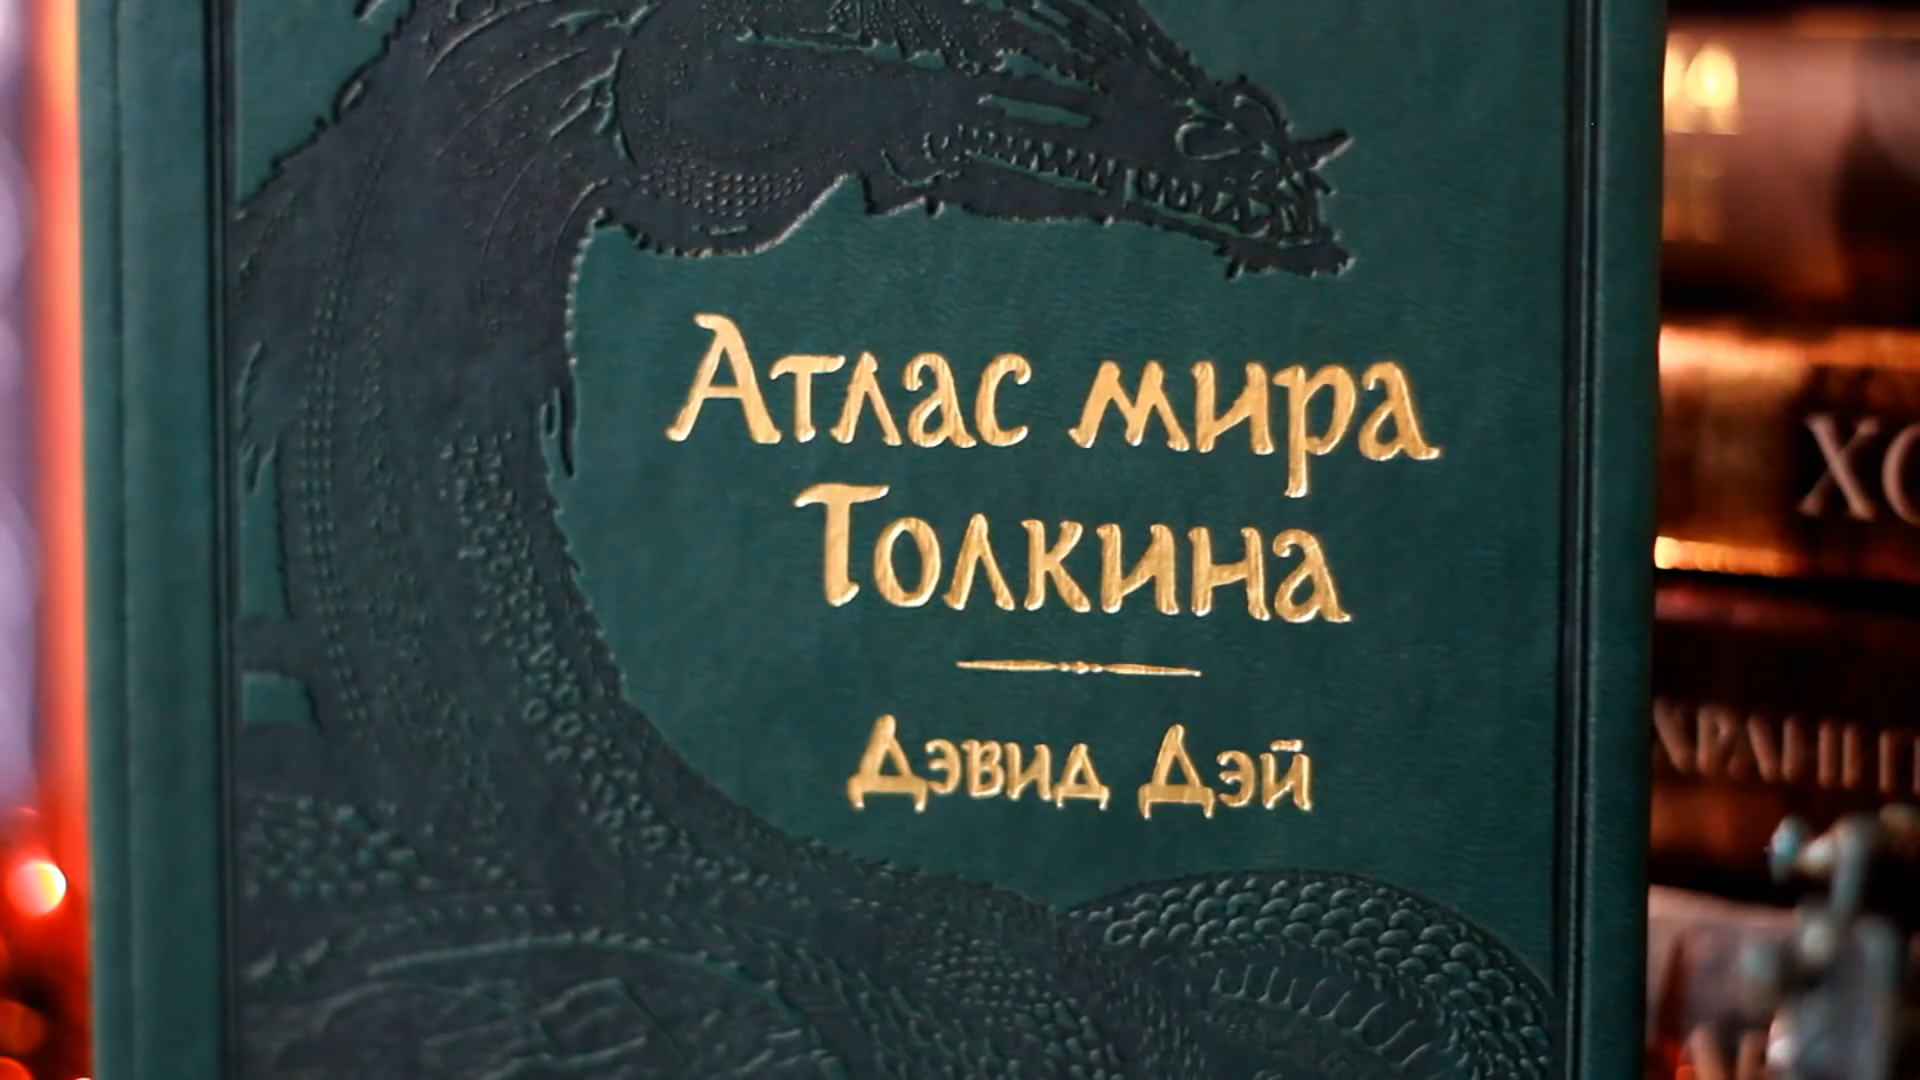 Атлас мира
Толкина
Дэвид Дэй